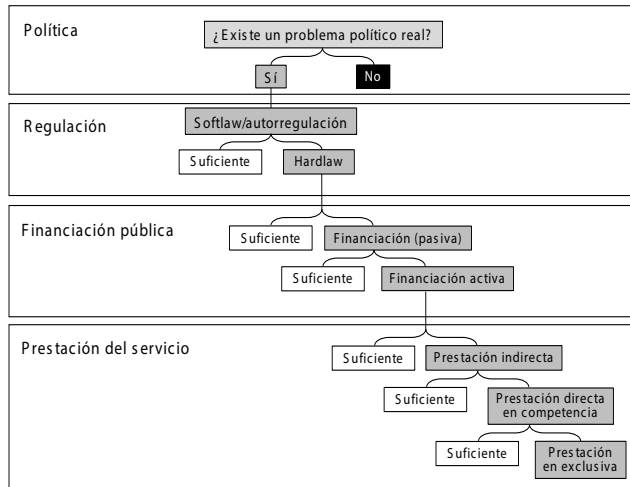 Política
¿Existe un problema político real?
Sí
No
Regulación
Softlaw/autorregulación
Suficiente
Hardlaw
Financiación pública
Suficiente
Financiación (pasiva)
Suficiente
Financiación activa
Prestación del servicio
Suficiente
Prestación indirecta
Suficiente
Prestación directa
en competencia
Suficiente
Prestación
en exclusiva